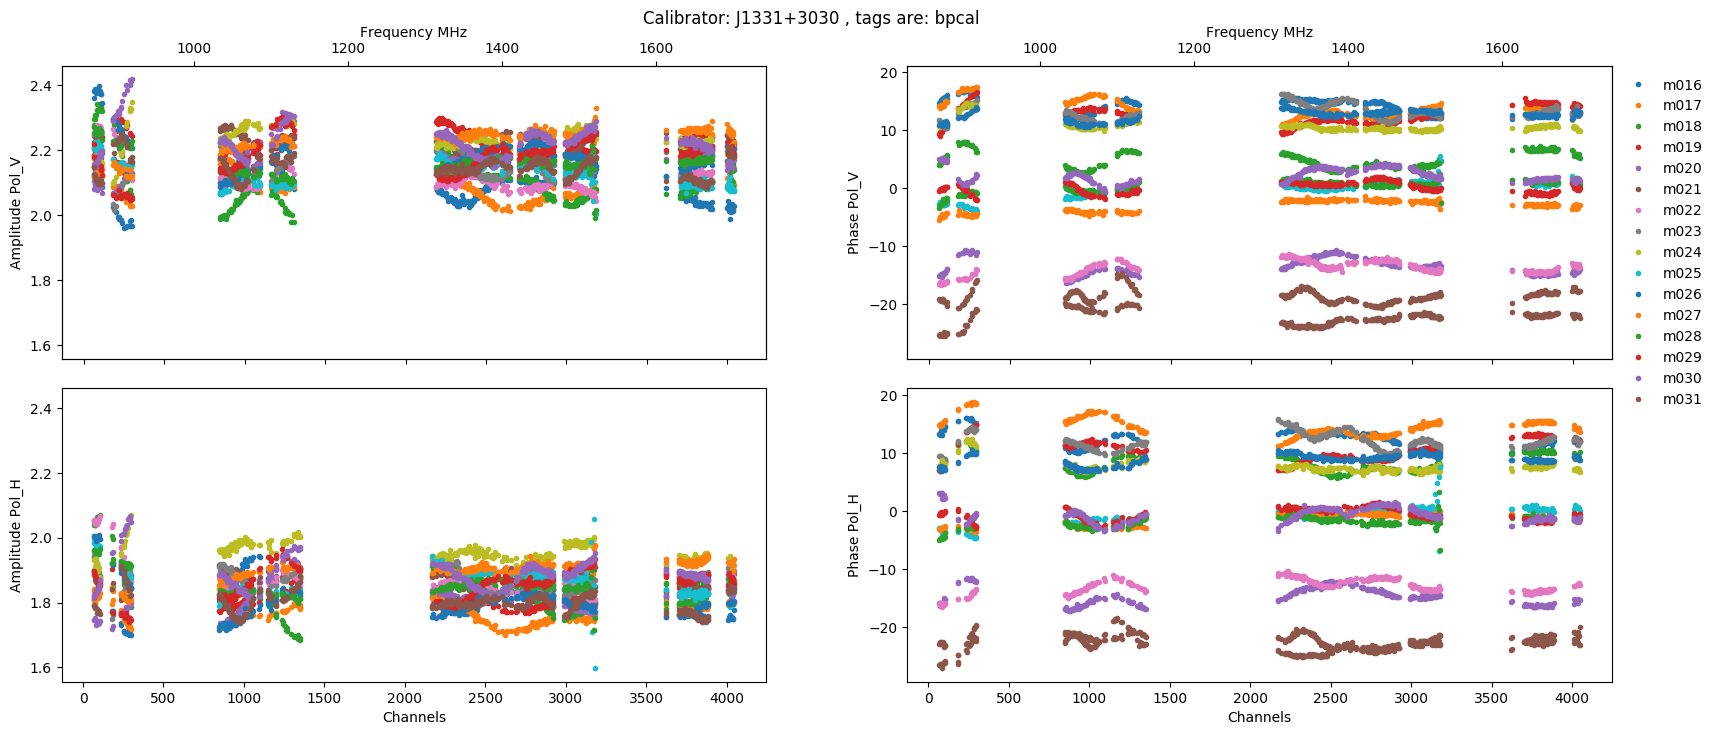 Calibrator: J1331+3030 , tags are: bpcal
Frequency MHz
Frequency MHz
1000 1200 1400 1600
1000 1200 1400 1600
Amplitude Pol_V
2.4
2.2
2.0
1.8
1.6
Phase Pol_V
20
10
0
−10
−20
m016
m017
m018
m019
m020
m021
m022
m023
m024
m025
m026
m027
m028
m029
m030
m031
Amplitude Pol_H
2.4
2.2
2.0
1.8
1.6
0 500 1000 1500 2000 2500 3000 3500 4000
Channels
Phase Pol_H
20
10
0
−10
−20
0 500 1000 1500 2000 2500 3000 3500 4000
Channels